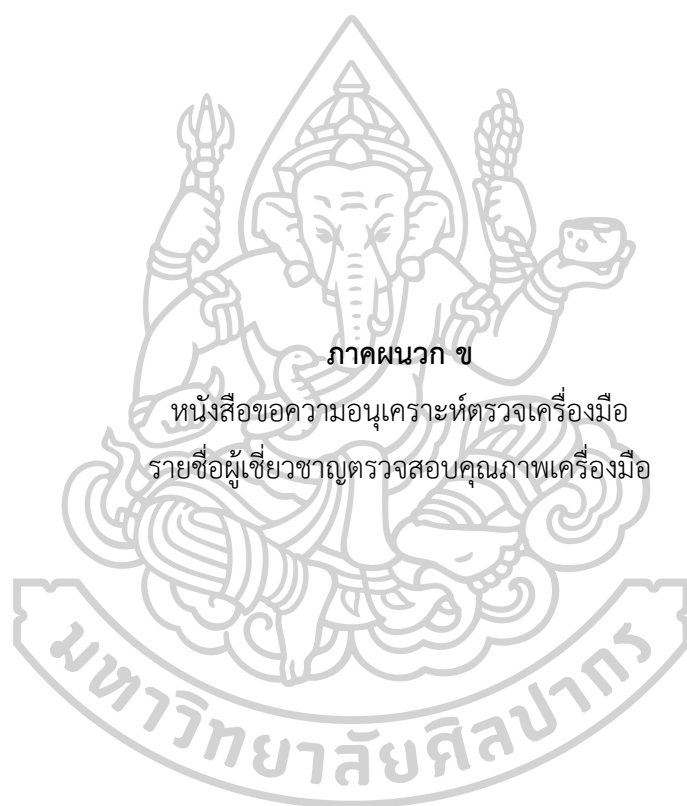 ภาคผนวก ข
หนังสือขอความอนุเคราะห์ตรวจเครื่องมือ
รายชื่อผู้เชี่ยวชาญตรวจสอบคุณภาพเครื่องมือ
มหาวิทยาลัยศิลปากร